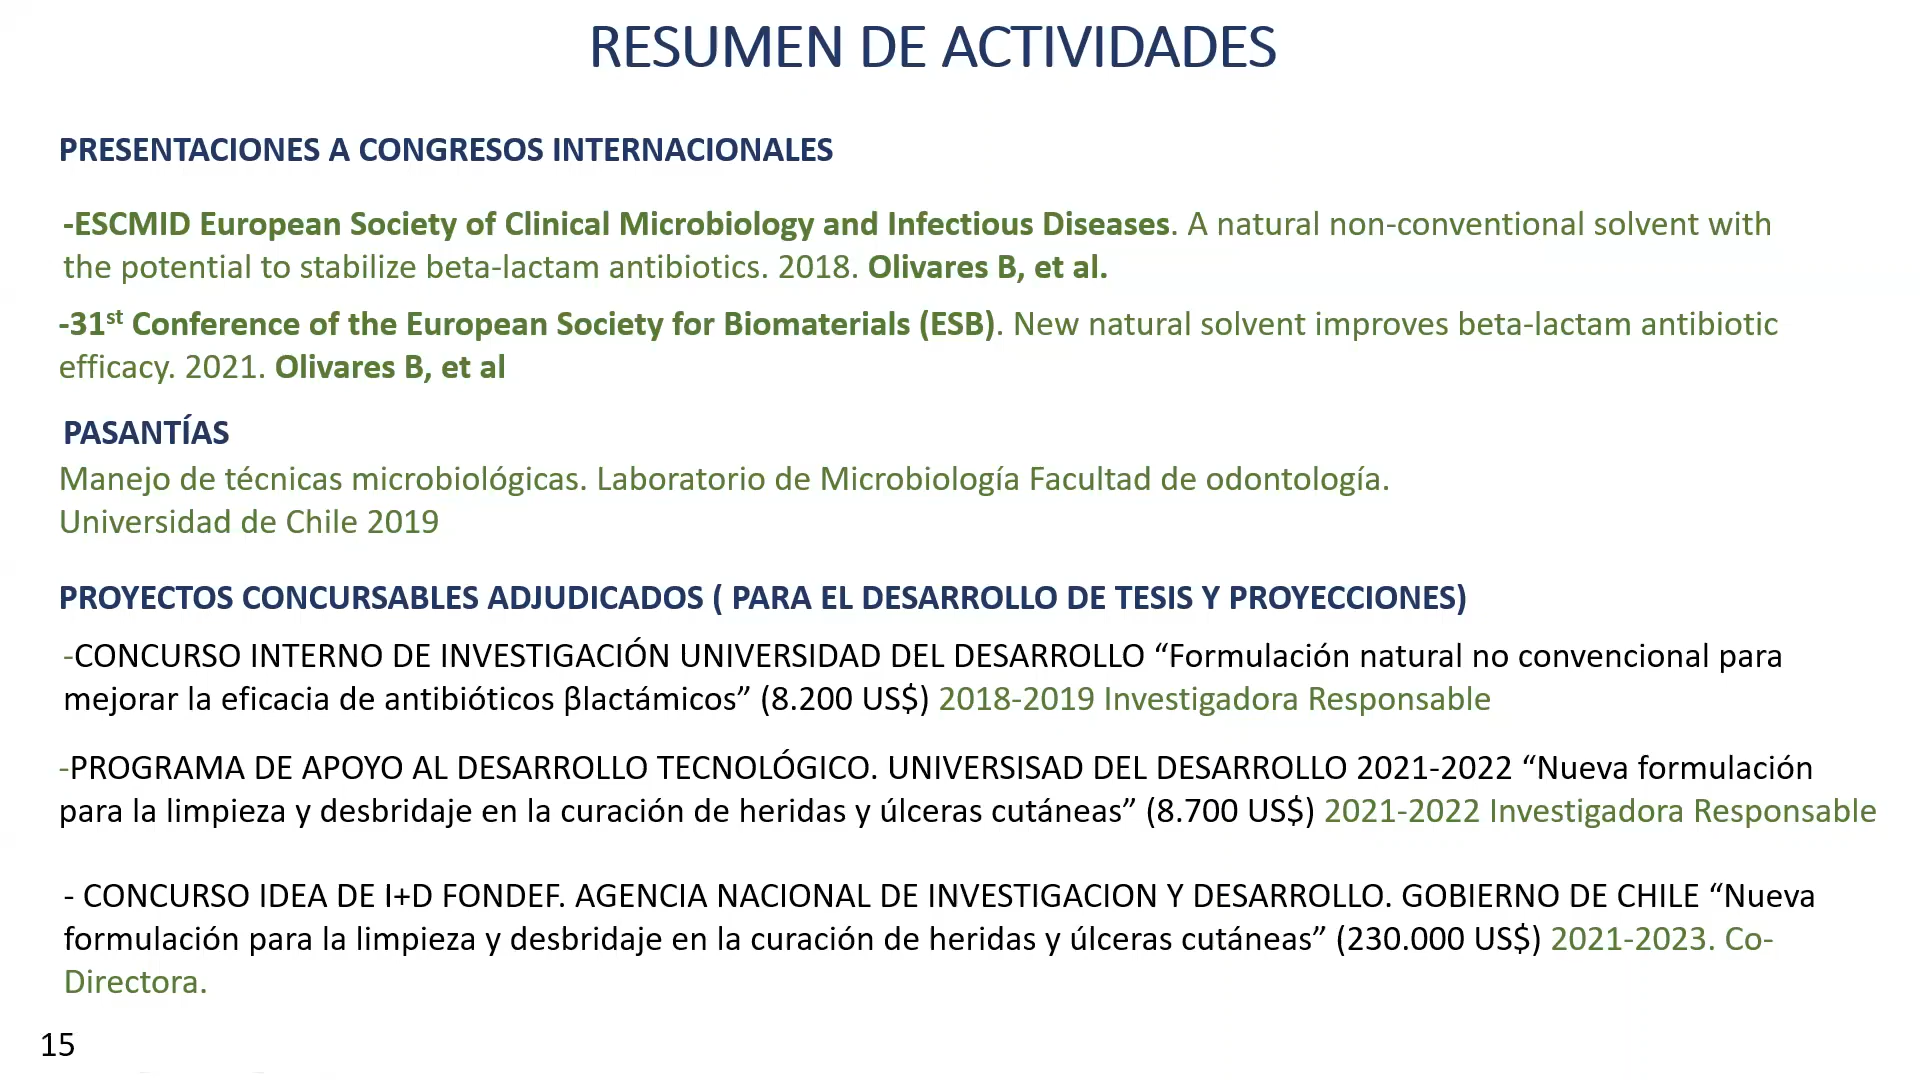 RESUMEN DE ACTIVIDADES
PRESENTACIONES A CONGRESOS INTERNACIONALES
-ESCMID European Society of Clinical Microbiology and Infectious Diseases. A natural non-conventional solvent with
the potential to stabilize beta-lactam antibiotics. 2018. Olivares B, et al.
-31st Conference of the European Society for Biomaterials (ESB). New natural solvent improves beta-lactam antibiotic
efficacy. 2021. Olivares B, et al
PASANTÍAS
Manejo de técnicas microbiológicas. Laboratorio de Microbiología Facultad de odontología.
Universidad de Chile 2019
PROYECTOS CONCURSABLES ADJUDICADOS ( PARA EL DESARROLLO DE TESIS Y PROYECCIONES)
-CONCURSO INTERNO DE INVESTIGACIÓN UNIVERSIDAD DEL DESARROLLO “Formulación natural no convencional para
mejorar la eficacia de antibióticos βlactámicos” (8.200 US$) 2018-2019 Investigadora Responsable
-PROGRAMA DE APOYO AL DESARROLLO TECNOLÓGICO. UNIVERSISAD DEL DESARROLLO 2021-2022 “Nueva formulación
para la limpieza y desbridaje en la curación de heridas y úlceras cutáneas” (8.700 US$) 2021-2022 Investigadora Responsable
- CONCURSO IDEA DE I+D FONDEF. AGENCIA NACIONAL DE INVESTIGACION Y DESARROLLO. GOBIERNO DE CHILE “Nueva
formulación para la limpieza y desbridaje en la curación de heridas y úlceras cutáneas” (230.000 US$) 2021-2023. Co-
Directora.
15